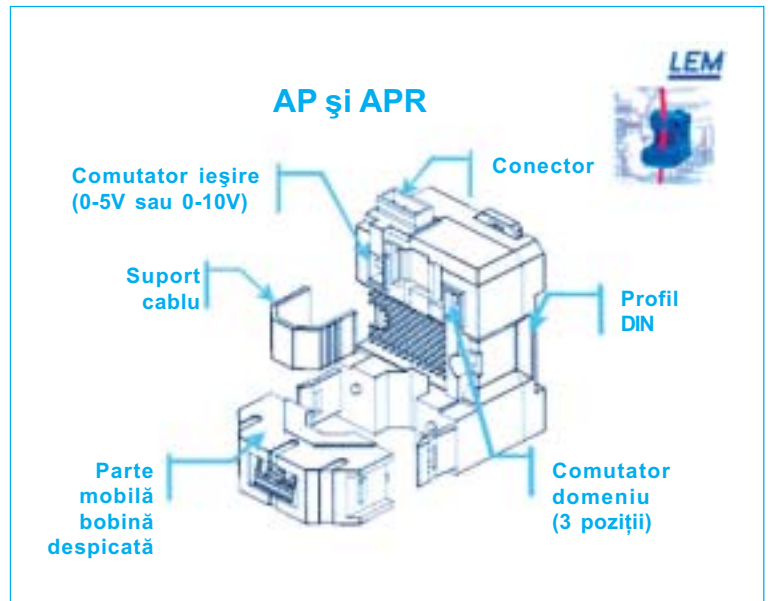 LEM
AP şi APR
Comutator ieşire
(0-5V sau 0-10V)
Conector
Suport
cablu
Profil
DIN
Parte
mobilă
bobină
despicată
LEM
Comutator
domeniu
(3 poziţii)